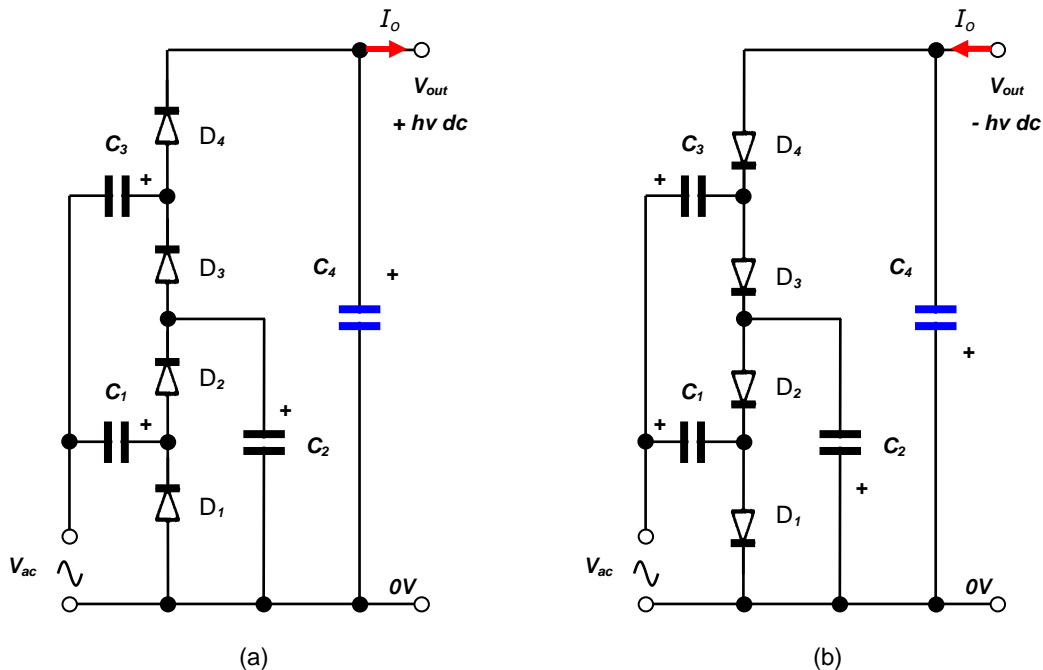 Io
Vout
+ hv dc
D4
C3
+
D3
C4
+
D2
C1
+
+
C2
D1
Vac
0V
(a)
Io
Vout
- hv dc
D4
C3
+
D3
C4
+
D2
C1
+
C2
+
D1
Vac
0V
(b)